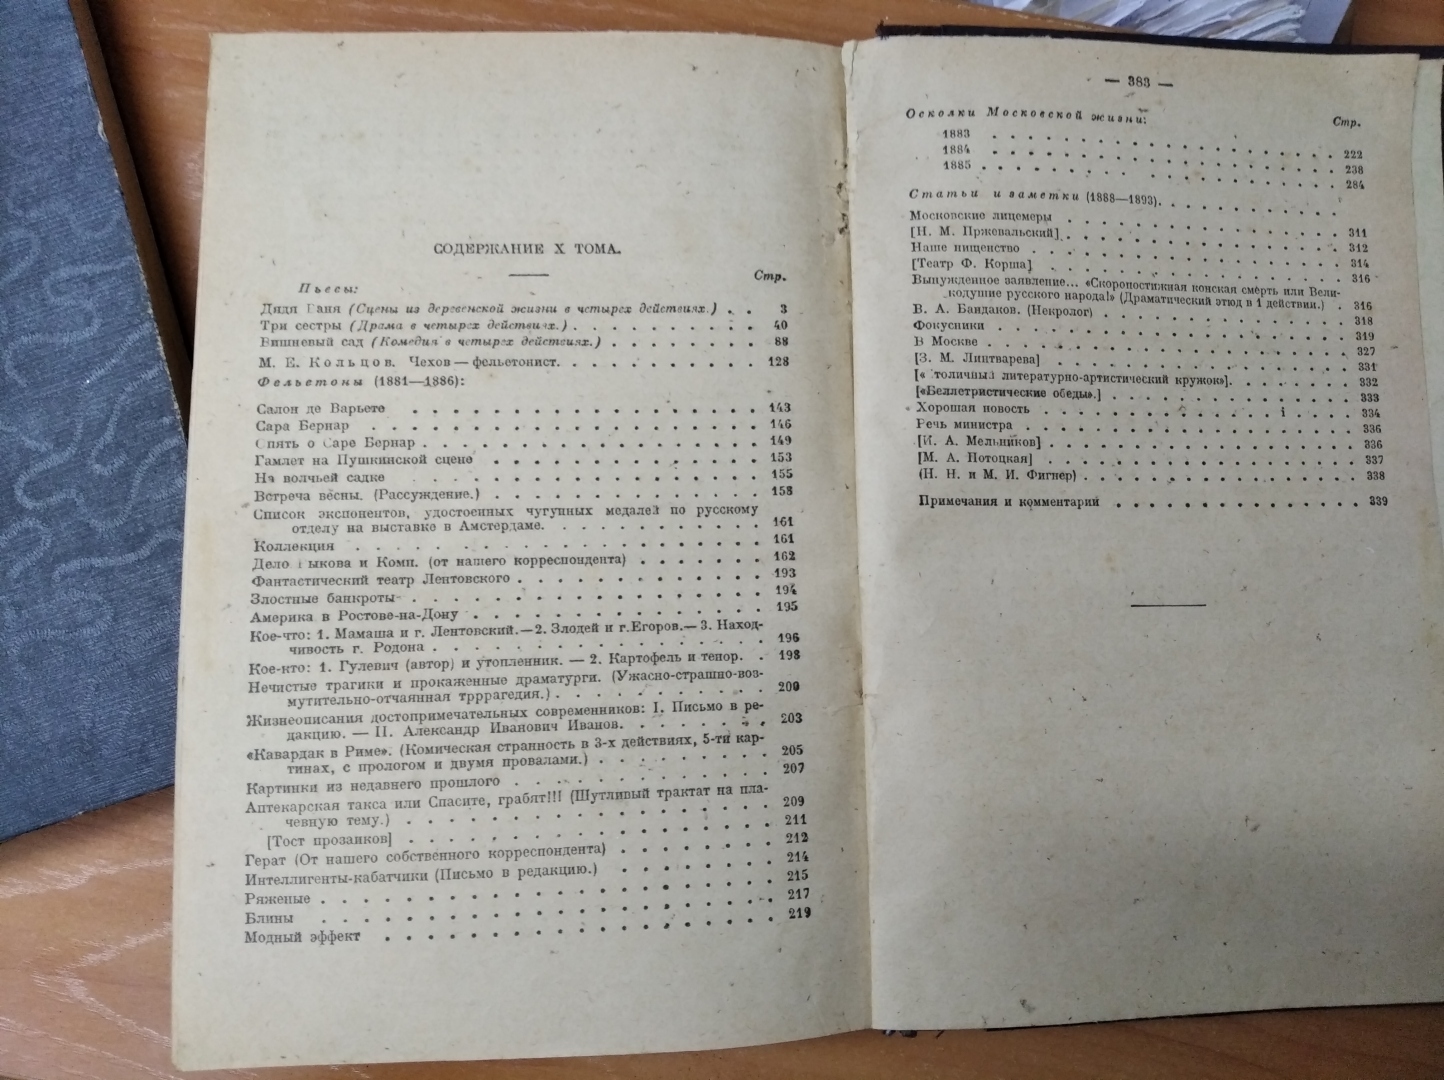 СОДЕРЖАНИЕ X ТОМА.
Стр.
Пьесы:
Дядя Ваня (Сцены из деревенской жизни в четырех действиях.) . . 3
Три сестры (Драма в четырех действиях.) . . . . . . . . . . 40
Вишневый сад (Комедия в четырех действиях.) . . . . . . . . 88
М. Е. Кольцов. Чехов — фельетонист. . . . . . . . . . . 128
Фельетоны (1881—1886):
Салон де Варьете . . . . . . . . . . . . . . . . 143
Сара Бернар . . . . . . . . . . . . . . . . . . 146
Опять о Саре Бернар . . . . . . . . . . . . . . . 149
Гамлет на Пушкинской сцене . . . . . . . . . . . . 153
На волчьей садке . . . . . . . . . . . . . . . . 155
Встреча весны. (Рассуждение.) . . . . . . . . . . . . 158
Список экспонентов, удостоенных чугунных медалей по русскому
отделу на выставке в Амстердаме. . . . . . . . . . . 161
Коллекция . . . . . . . . . . . . . . . . . . . 161
Дело Рыкова и Комп. (от нашего корреспондента) . . . . . . 162
Фантастический театр Лентовского . . . . . . . . . . . 193
Злостные банкроты . . . . . . . . . . . . . . . . 194
Америка в Ростове-на-Дону . . . . . . . . . . . . . 195
Кое-что: 1. Мамаша и г. Лентовский.—2. Злодей и г.Егоров.— 3. Наход-
чивость г. Родона . . . . . . . . . . . . . . . . 196
Кое-кто: 1. Гулевич (автор) и утопленник. — 2. Картофель и тенор. . 198
Нечистые трагики и прокаженные драматурги. (Ужасно-страшно-воз-
мутительно-отчаянная трррагедия.) . . . . . . . . . . 200
Жизнеописания достопримечательных современников: I. Письмо в ре-
дакцию. — II. Александр Иванович Иванов. . . . . . . . 203
«Кавардак в Риме». (Комическая странность в 3-х действиях, 5-ти кар-
тинах, с прологом и двумя провалами.) . . . . . . . . 205
Картинки из недавнего прошлого . . . . . . . . . . . 207
Аптекарская такса или Спасите, грабят!!! (Шутливый трактат на пла-
чевную тему.) . . . . . . . . . . . . . . . . . 209
[Тост прозаиков] . . . . . . . . . . . . . . . . 211
Герат (От нашего собственного корреспондента) . . . . . . . 212
Интеллигенты-кабатчики (Письмо в редакцию.) . . . . . . . 214
Ряженые . . . . . . . . . . . . . . . . . . . . 215
Блины . . . . . . . . . . . . . . . . . . . . 217
Модный эффект . . . . . . . . . . . . . . . . . 219
— 383 —
Осколки Московской жизни:
Стр.
1883 . . . . . . . . . . . . . . . . . 222
1884 . . . . . . . . . . . . . . . . . 238
1885 . . . . . . . . . . . . . . . . . 284
Статьи и заметки (1888—1893). . . . . . . . . .
Московские лицемеры . . . . . . . . . . . . . . 311
[Н. М. Пржевальский] . . . . . . . . . . . . . . 312
Наше нищенство . . . . . . . . . . . . . . . . 314
[Театр Ф. Корша] . . . . . . . . . . . . . . . . 316
Вынужденное заявление... «Скоропостижная конская смерть или Вели-
кодушие русского народа!» (Драматический этюд в 1 действии.) . 316
В. А. Бандаков. (Некролог) . . . . . . . . . . . . 318
Фокусники . . . . . . . . . . . . . . . . . . 319
В Москве . . . . . . . . . . . . . . . . . . . 327
[З. М. Линтварева] . . . . . . . . . . . . . . . 331
[«Столичный литературно-артистический кружок»]. . . . . . . 332
[«Беллетристические обеды».] . . . . . . . . . . . . 333
Хорошая новость . . . . . . . . . . . . . . . . 334
Речь министра . . . . . . . . . . . . . . . . . 336
[И. А. Мельников] . . . . . . . . . . . . . . . 336
[М. А. Потоцкая] . . . . . . . . . . . . . . . . 337
(Н. Н. и М. И. Фигнер) . . . . . . . . . . . . . . 338
Примечания и комментарий . . . . . . . . . . . . . 339